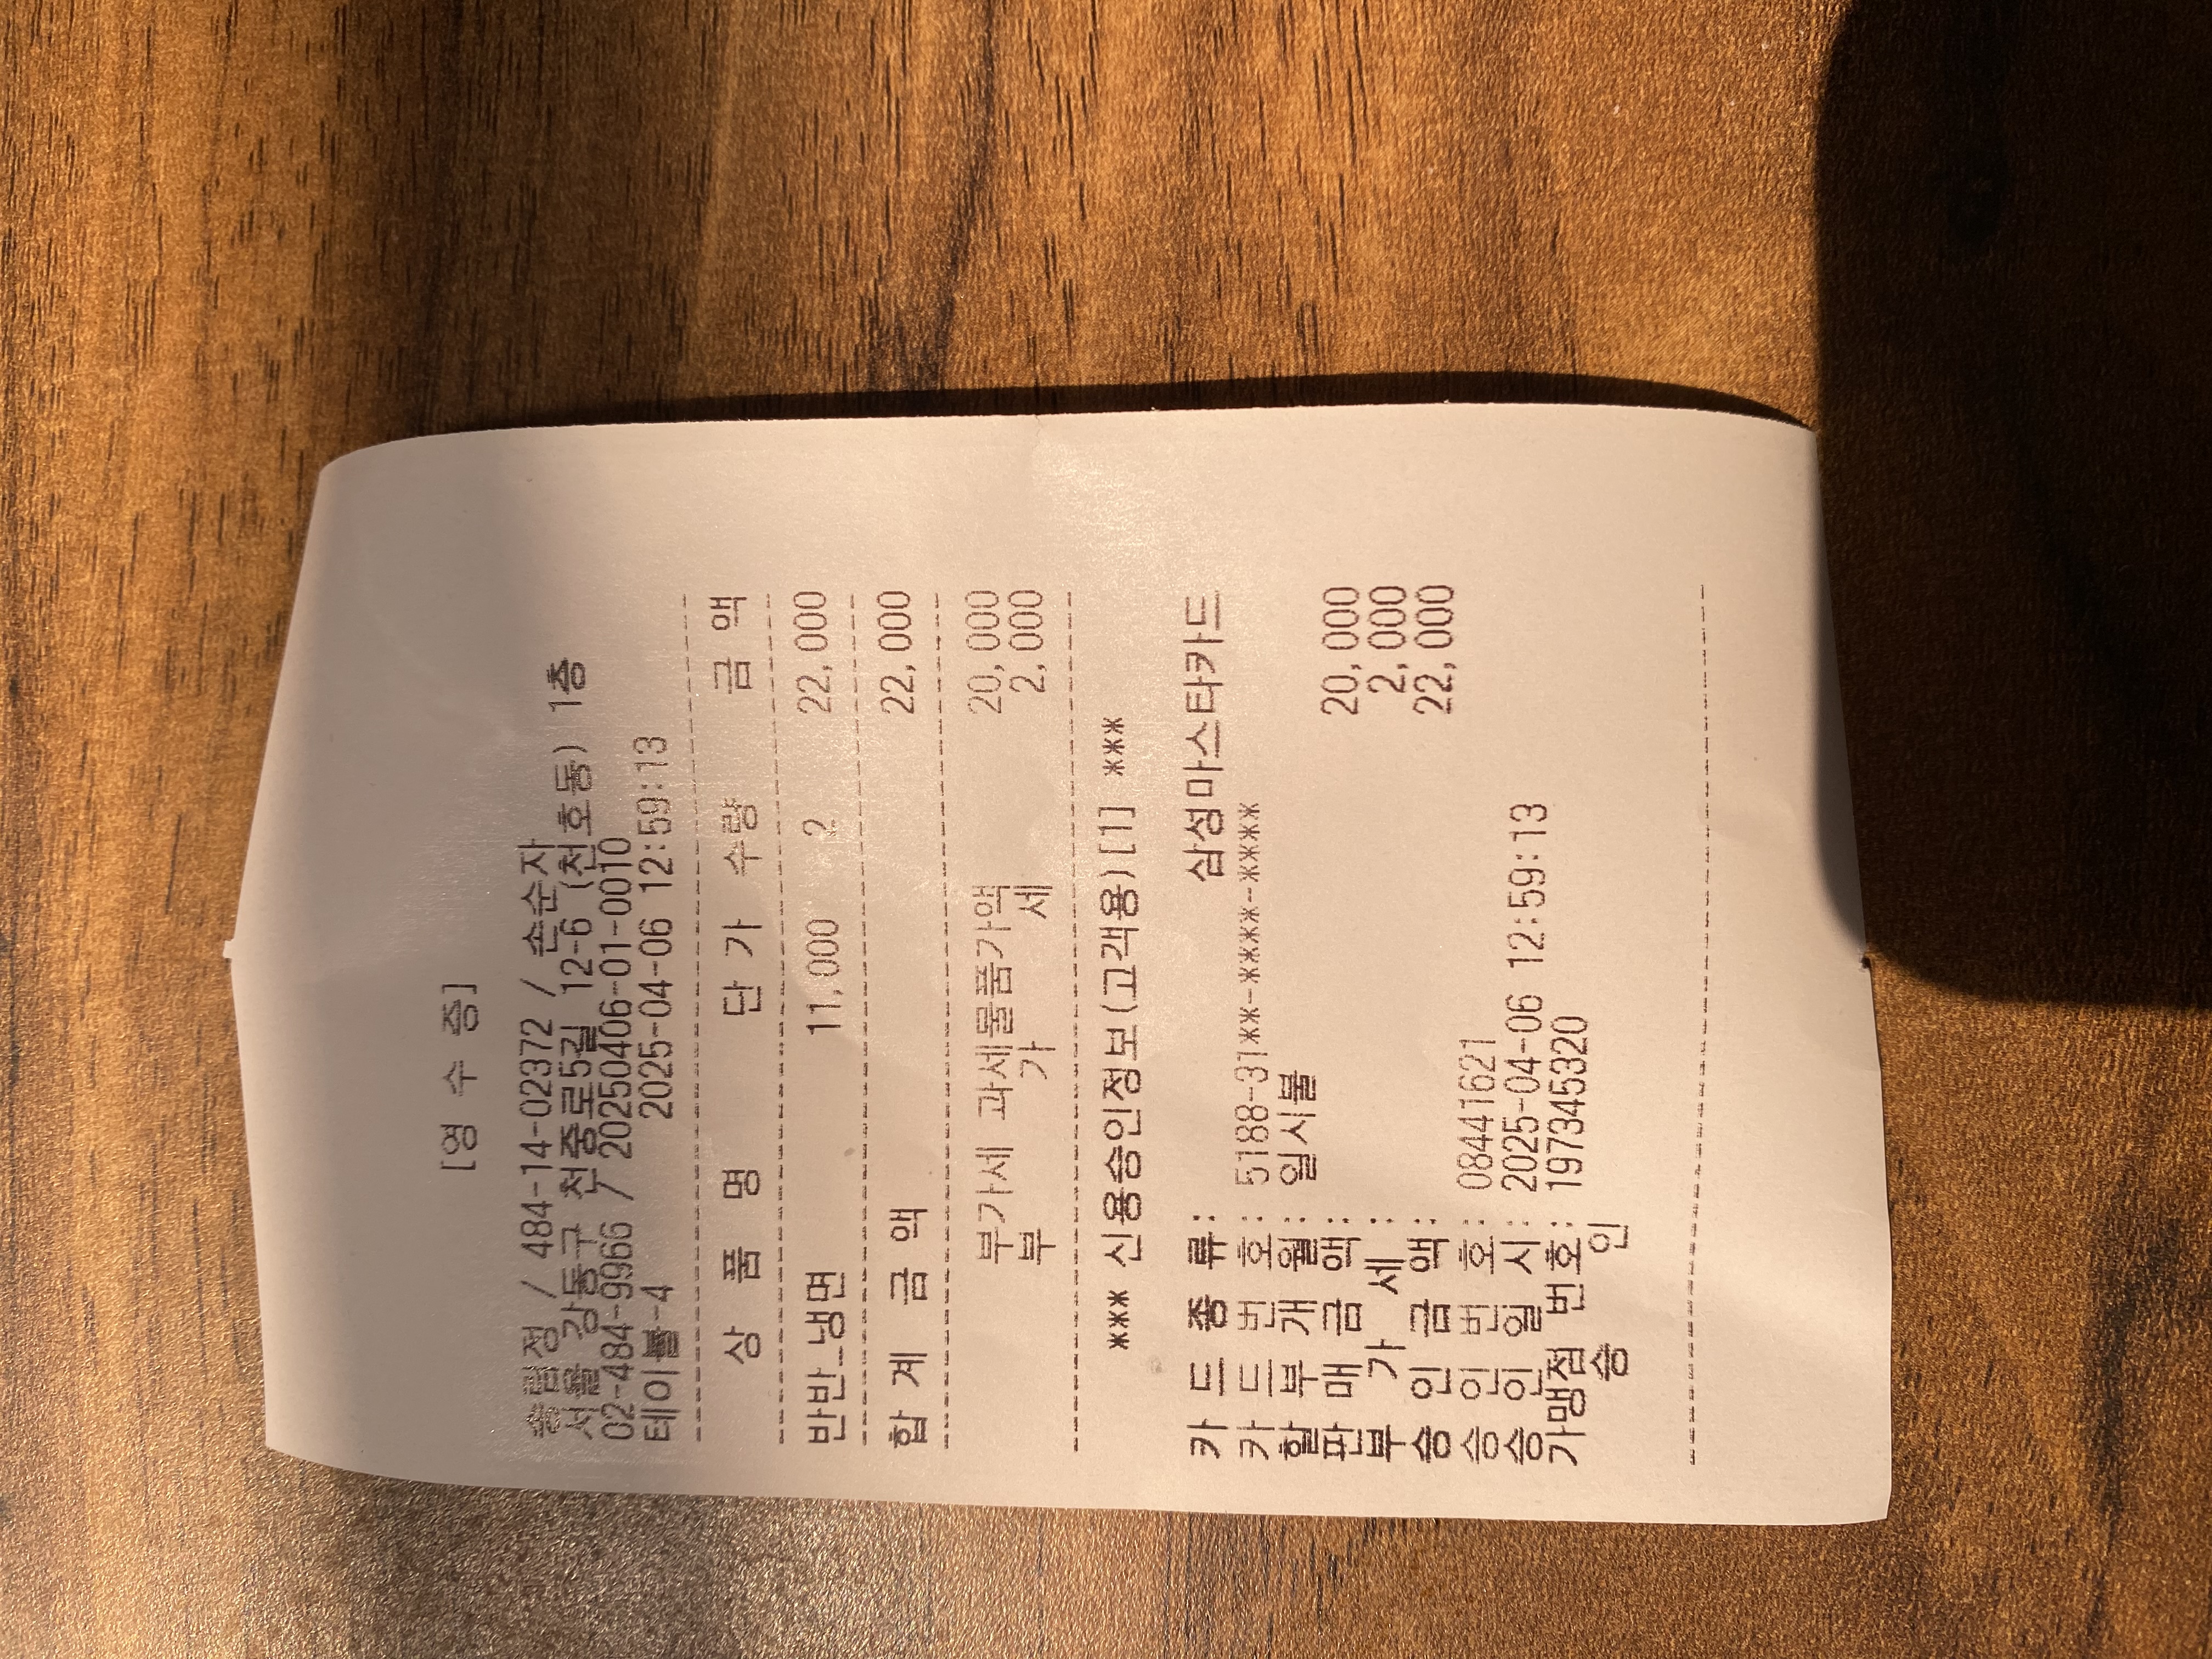 [영 수 증]
송림정 / 484-14-02372 / 손순자
서울 강동구 천중로5길 12-6 (천호동) 1층
02-484-9966 / 20250406-01-0010
테이블-4 2025-04-06 12:59:13
상 품 명 단 가 수량 금 액
반반 냉면 11,000 2 22,000
합 계 금 액 22,000
부가세 과세물품가액 20,000
부 가 세 2,000
*** 신용승인정보(고객용)[1] ***
카 드 종 류: 삼성마스타카드
카 드 번 호: 5188-31**-****-****
할 부 개 월: 일시불
판 매 금 액: 20,000
부 가 세 : 2,000
승 인 금 액: 22,000
승 인 번 호: 08441621
승 인 일 시: 2025-04-06 12:59:13
가맹점 번호: 197345320
승 인